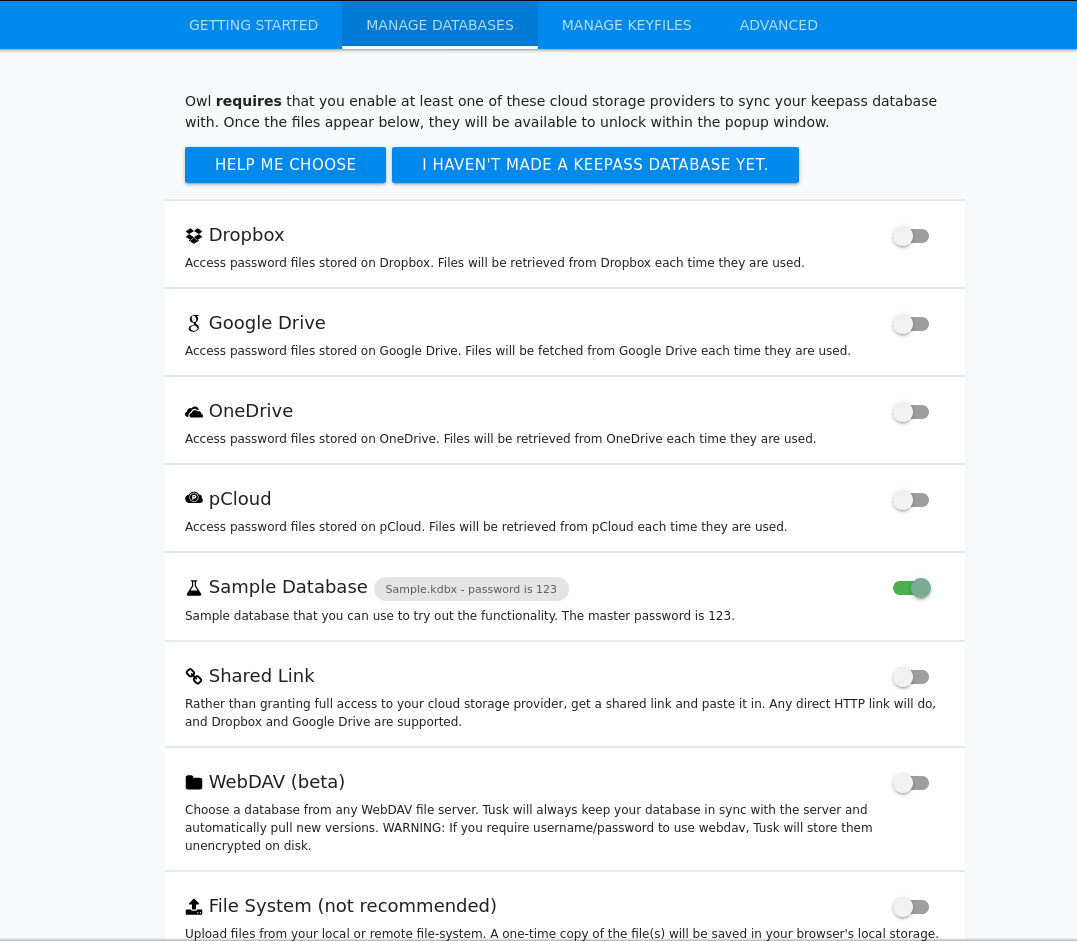 GETTING STARTED
MANAGE DATABASES
MANAGE KEYFILES
ADVANCED
Owl requires that you enable at least one of these cloud storage providers to sync your keepass database
with. Once the files appear below, they will be available to unlock within the popup window.
HELP ME CHOOSE
I HAVEN'T MADE A KEEPASS DATABASE YET.
Dropbox
Access password files stored on Dropbox. Files will be retrieved from Dropbox each time they are used.
Google Drive
Access password files stored on Google Drive. Files will be fetched from Google Drive each time they are used.
OneDrive
Access password files stored on OneDrive. Files will be retrieved from OneDrive each time they are used.
pCloud
Access password files stored on pCloud. Files will be retrieved from pCloud each time they are used.
Sample Database
Sample.kdbx - password is 123
Sample database that you can use to try out the functionality. The master password is 123.
Shared Link
Rather than granting full access to your cloud storage provider, get a shared link and paste it in. Any direct HTTP link will do,
and Dropbox and Google Drive are supported.
WebDAV (beta)
Choose a database from any WebDAV file server. Tusk will always keep your database in sync with the server and
automatically pull new versions. WARNING: If you require username/password to use webdav, Tusk will store them
unencrypted on disk.
File System (not recommended)
Upload files from your local or remote file-system. A one-time copy of the file(s) will be saved in your browser's local storage.